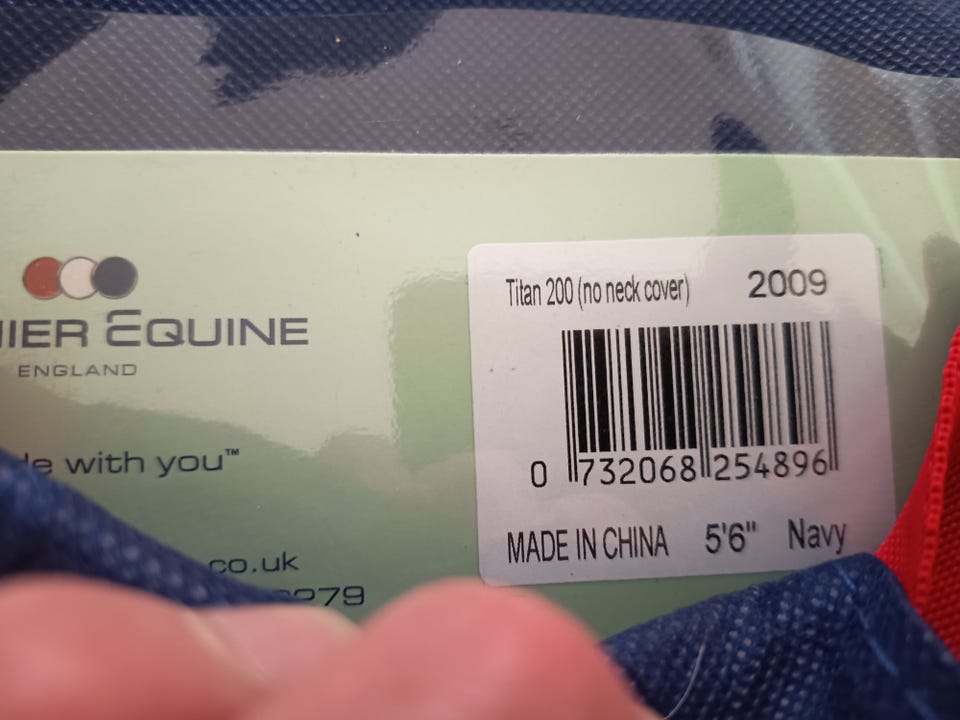 EQUINE
ENGLAND
with you™
co.uk
279
Titan 200 (no neck cover) 2009
0 732068 254896
MADE IN CHINA 5'6" Navy